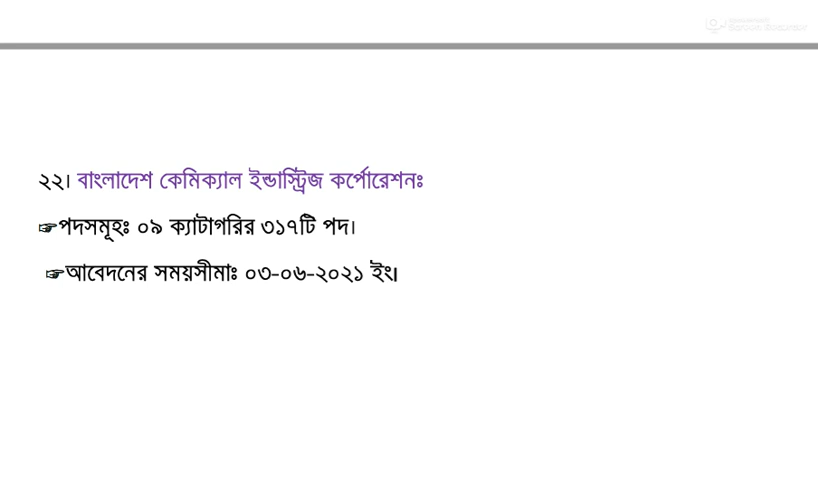 ২২। বাংলাদেশ কেমিক্যাল ইন্ডাস্ট্রিজ কর্পোরেশনঃ
☞পদসমূহঃ ০৯ ক্যাটাগরির ৩১৭টি পদ।
☞আবেদনের সময়সীমাঃ ০৩-০৬-২০২১ ইং।